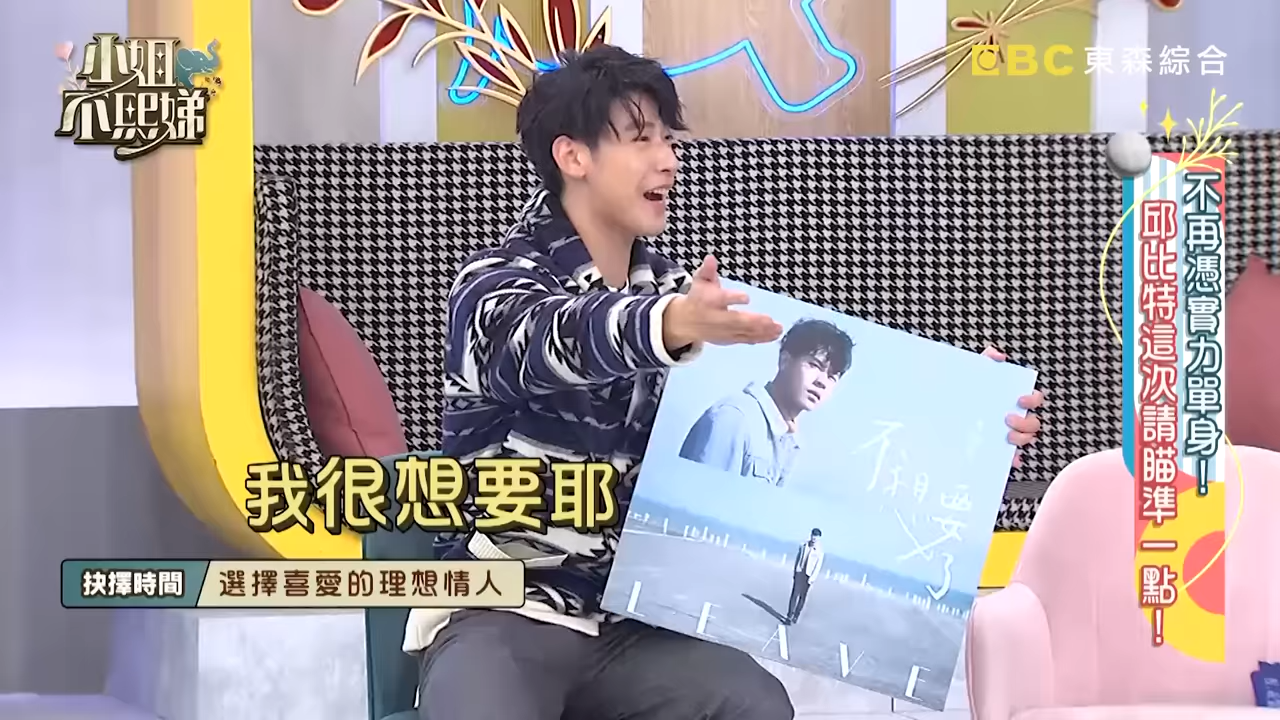 小姐
不熙娣
EBC 東森綜合
不再憑實力單身！
邱比特這次請瞄準一點！
不想要了
LEAVE
我很想要耶
抉擇時間
選擇喜愛的理想情人